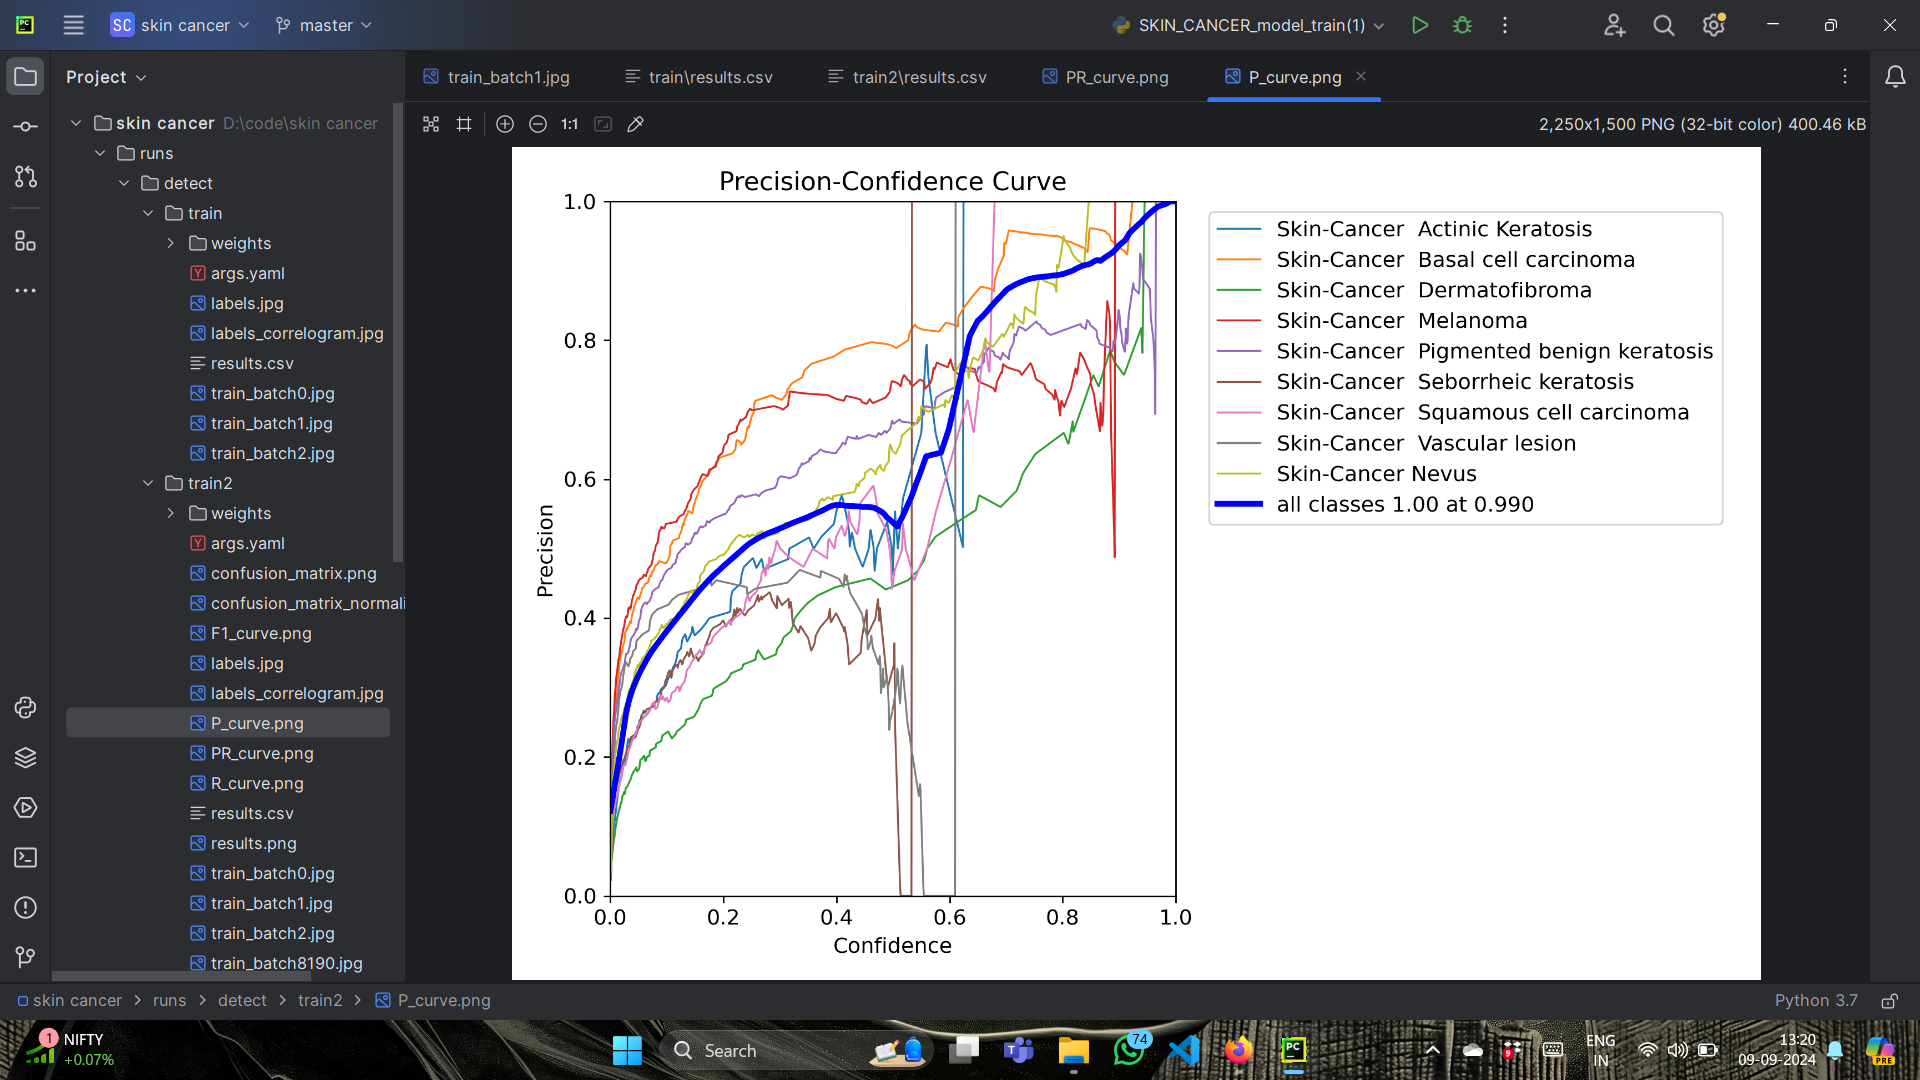 SC skin cancer
master
SKIN_CANCER_model_train(1)
Project
train_batch1.jpg
train\results.csv
train2\results.csv
PR_curve.png
P_curve.png
1:1
2,250x1,500 PNG (32-bit color) 400.46 kB
skin cancer D:\code\skin cancer
runs
detect
train
weights
args.yaml
labels.jpg
labels_correlogram.jpg
results.csv
train_batch0.jpg
train_batch1.jpg
train_batch2.jpg
train2
weights
args.yaml
confusion_matrix.png
confusion_matrix_normali
F1_curve.png
labels.jpg
labels_correlogram.jpg
P_curve.png
PR_curve.png
R_curve.png
results.csv
results.png
train_batch0.jpg
train_batch1.jpg
train_batch2.jpg
train_batch8190.jpg
Precision-Confidence Curve
1.0
0.8
0.6
0.4
0.2
0.0
Precision
0.0 0.2 0.4 0.6 0.8 1.0
Confidence
Skin-Cancer Actinic Keratosis
Skin-Cancer Basal cell carcinoma
Skin-Cancer Dermatofibroma
Skin-Cancer Melanoma
Skin-Cancer Pigmented benign keratosis
Skin-Cancer Seborrheic keratosis
Skin-Cancer Squamous cell carcinoma
Skin-Cancer Vascular lesion
Skin-Cancer Nevus
all classes 1.00 at 0.990
skin cancer > runs > detect > train2 > P_curve.png
Python 3.7
1
NIFTY
+0.07%
Search
74
PC
9
ENG
IN
13:20
09-09-2024
PRE